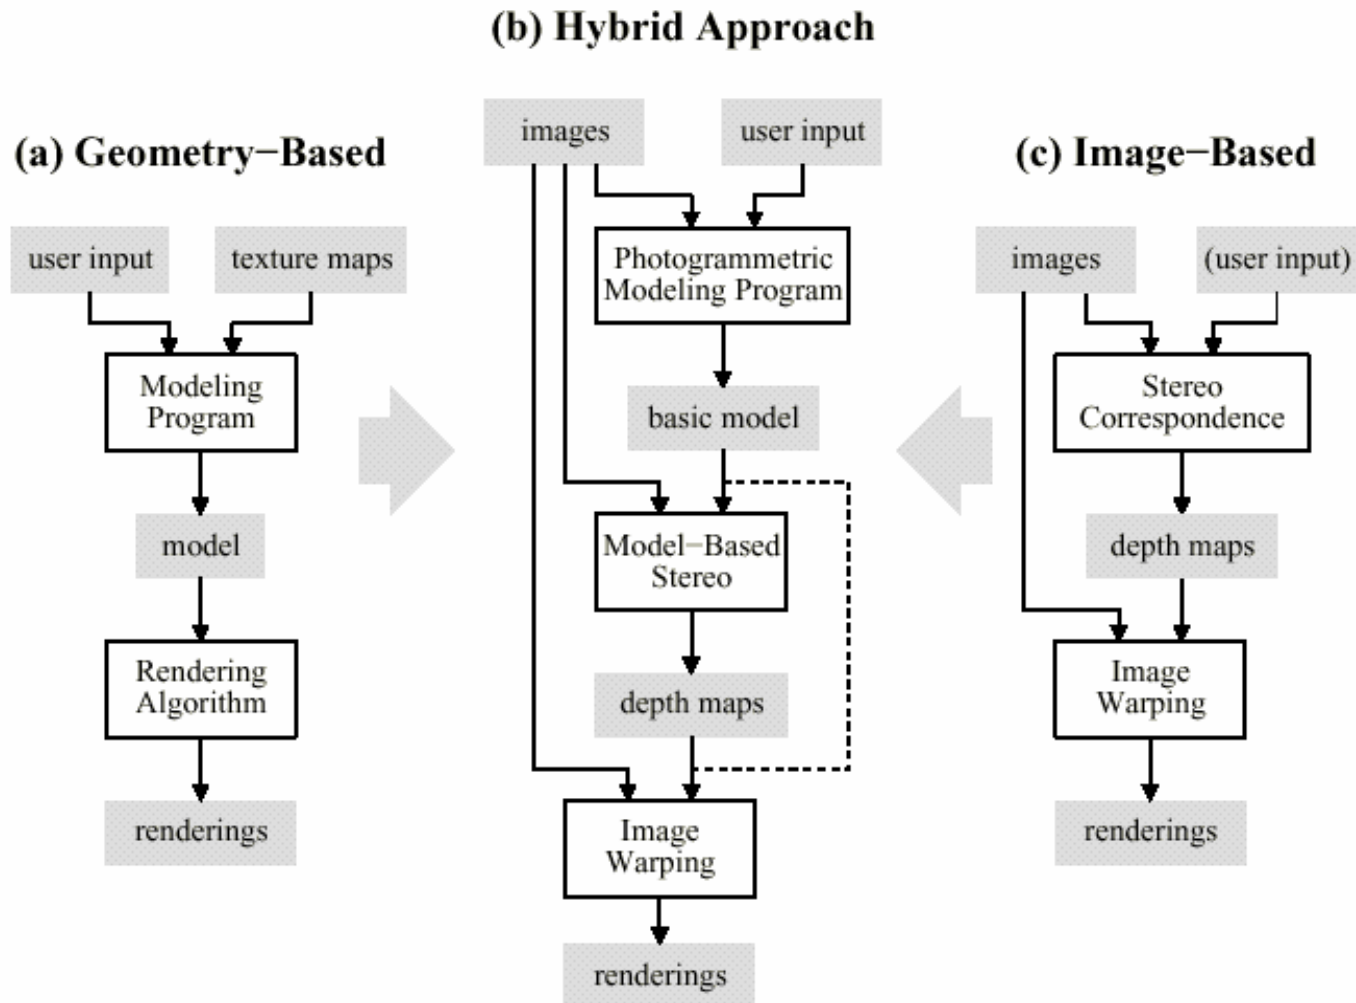 (b) Hybrid Approach
images
user input
Photogrammetric
Modeling Program
basic model
Model−Based
Stereo
depth maps
Image
Warping
renderings
(a) Geometry−Based
user input
texture maps
Modeling
Program
model
Rendering
Algorithm
renderings
(c) Image−Based
images
(user input)
Stereo
Correspondence
depth maps
Image
Warping
renderings